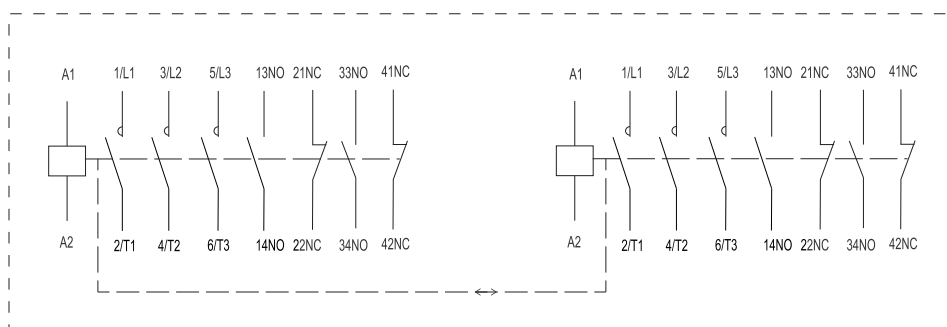 A1 1/L1 3/L2 5/L3 13NO 21NC 33NO 41NC A1 1/L1 3/L2 5/L3 13NO 21NC 33NO 41NC
A2 2/T1 4/T2 6/T3 14NO 22NC 34NO 42NC A2 2/T1 4/T2 6/T3 14NO 22NC 34NO 42NC